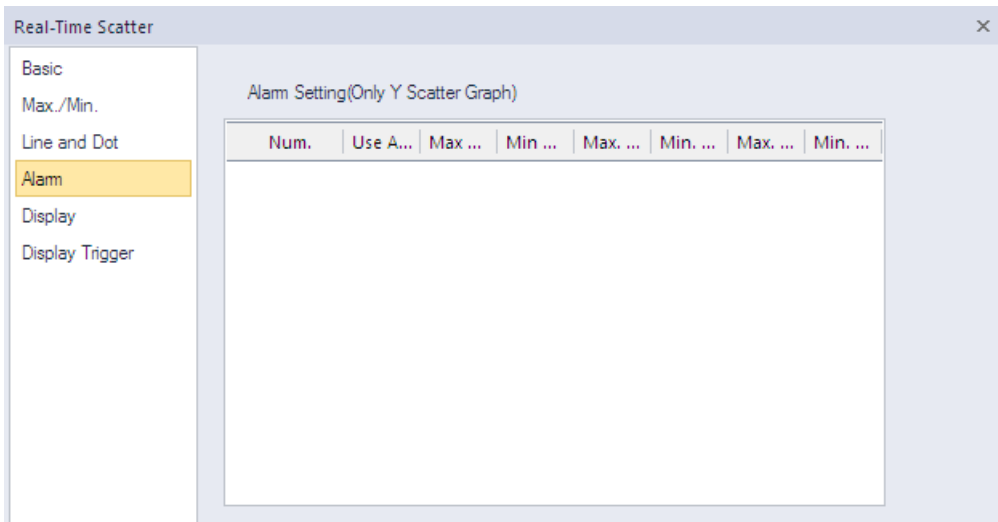 Real-Time Scatter
Basic
Max./Min.
Line and Dot
Alarm
Display
Display Trigger
Alarm Setting(Only Y Scatter Graph)
Num. Use A... Max ... Min ... Max. ... Min. ... Max. ... Min. ...